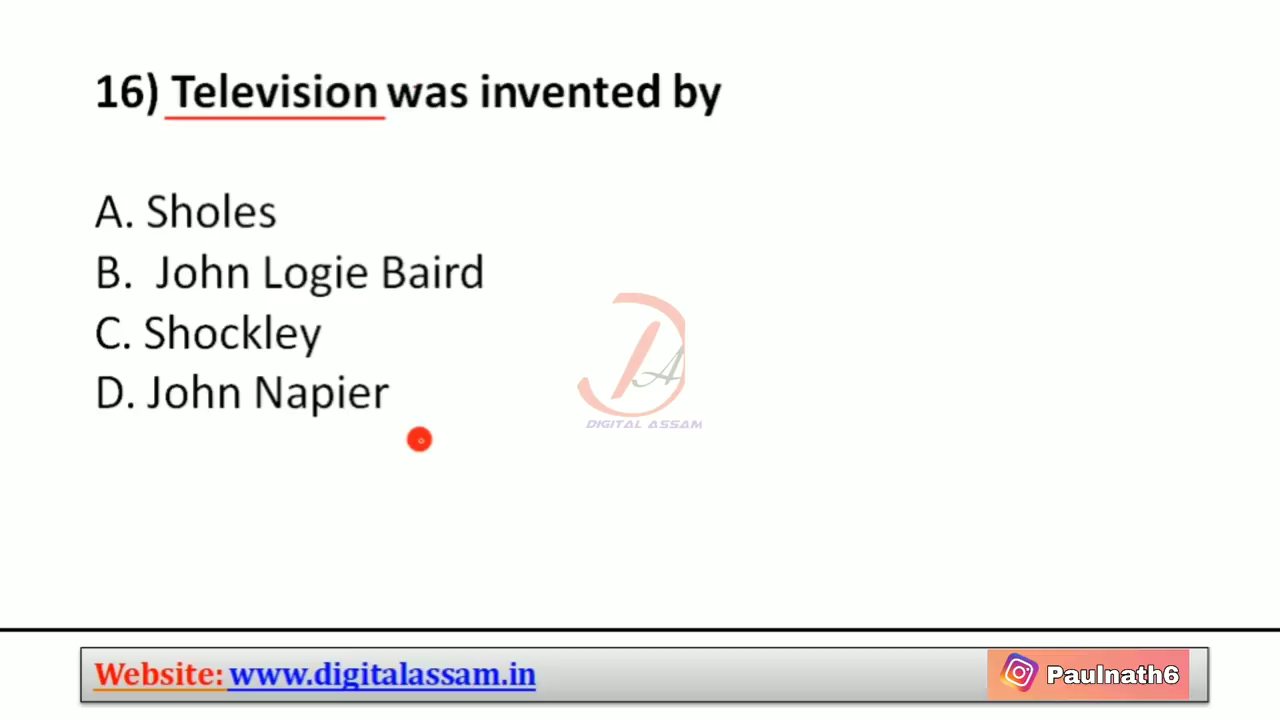 16) Television was invented by
A. Sholes
B. John Logie Baird
C. Shockley
D. John Napier
DA
DIGITAL ASSAM
Website: www.digitalassam.in
Paulnath6